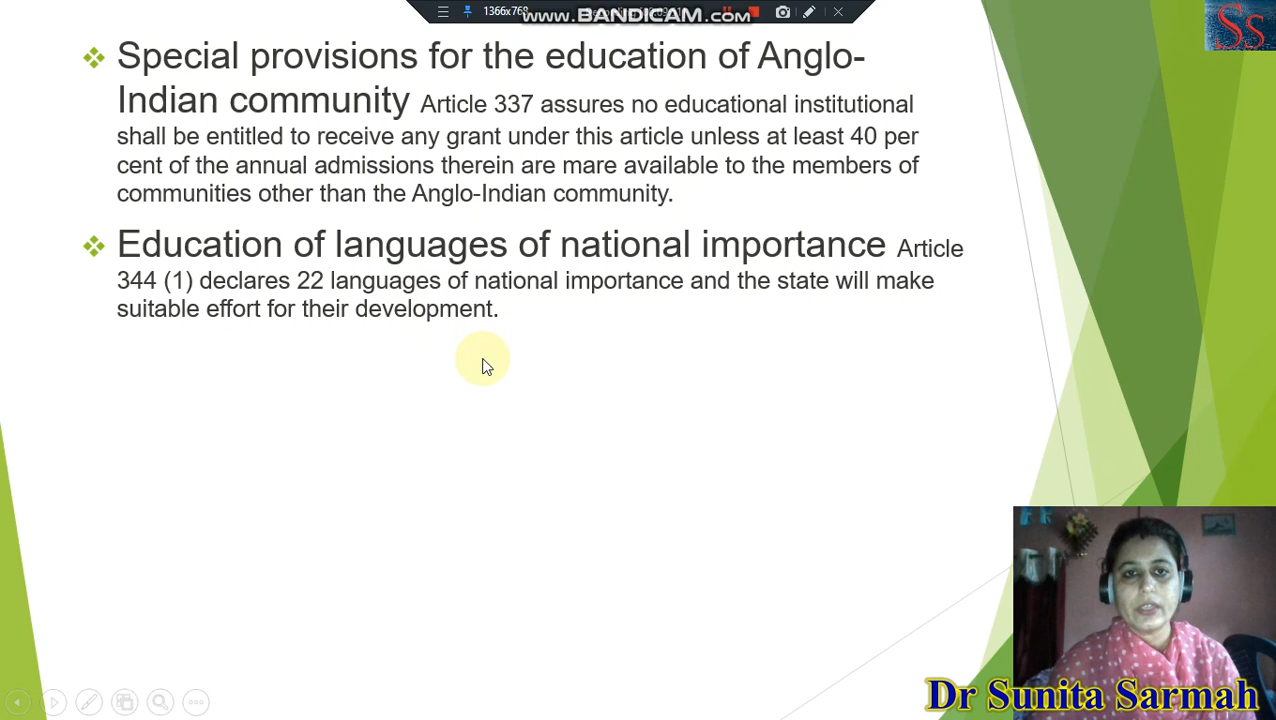 1366x768
www.BANDICAM.com
Ss
Special provisions for the education of Anglo-
Indian community Article 337 assures no educational institutional
shall be entitled to receive any grant under this article unless at least 40 per
cent of the annual admissions therein are mare available to the members of
communities other than the Anglo-Indian community.
Education of languages of national importance Article
344 (1) declares 22 languages of national importance and the state will make
suitable effort for their development.
Dr Sunita Sarmah